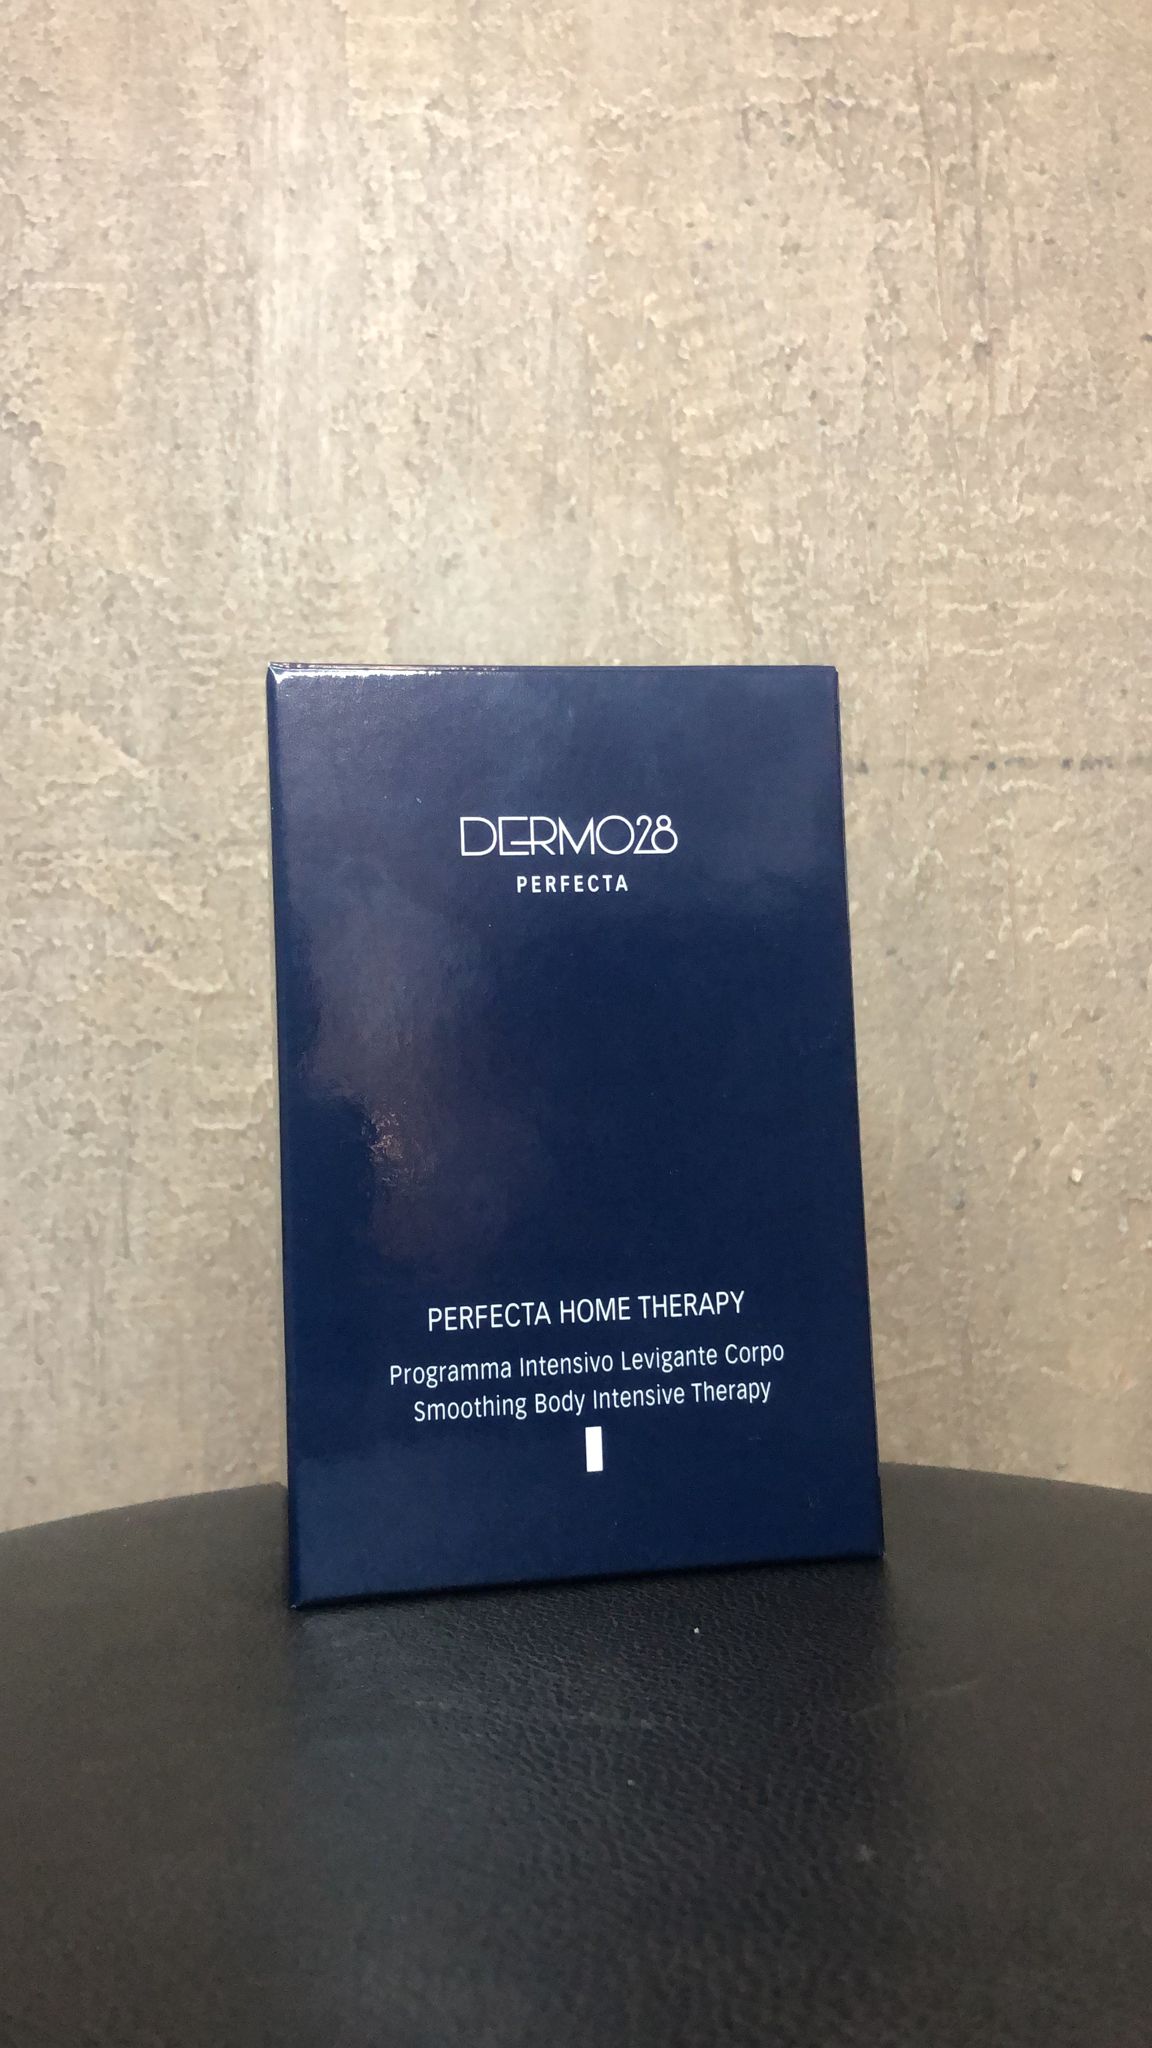 DERMO28
PERFECTA
PERFECTA HOME THERAPY
Programma Intensivo Levigante Corpo
Smoothing Body Intensive Therapy